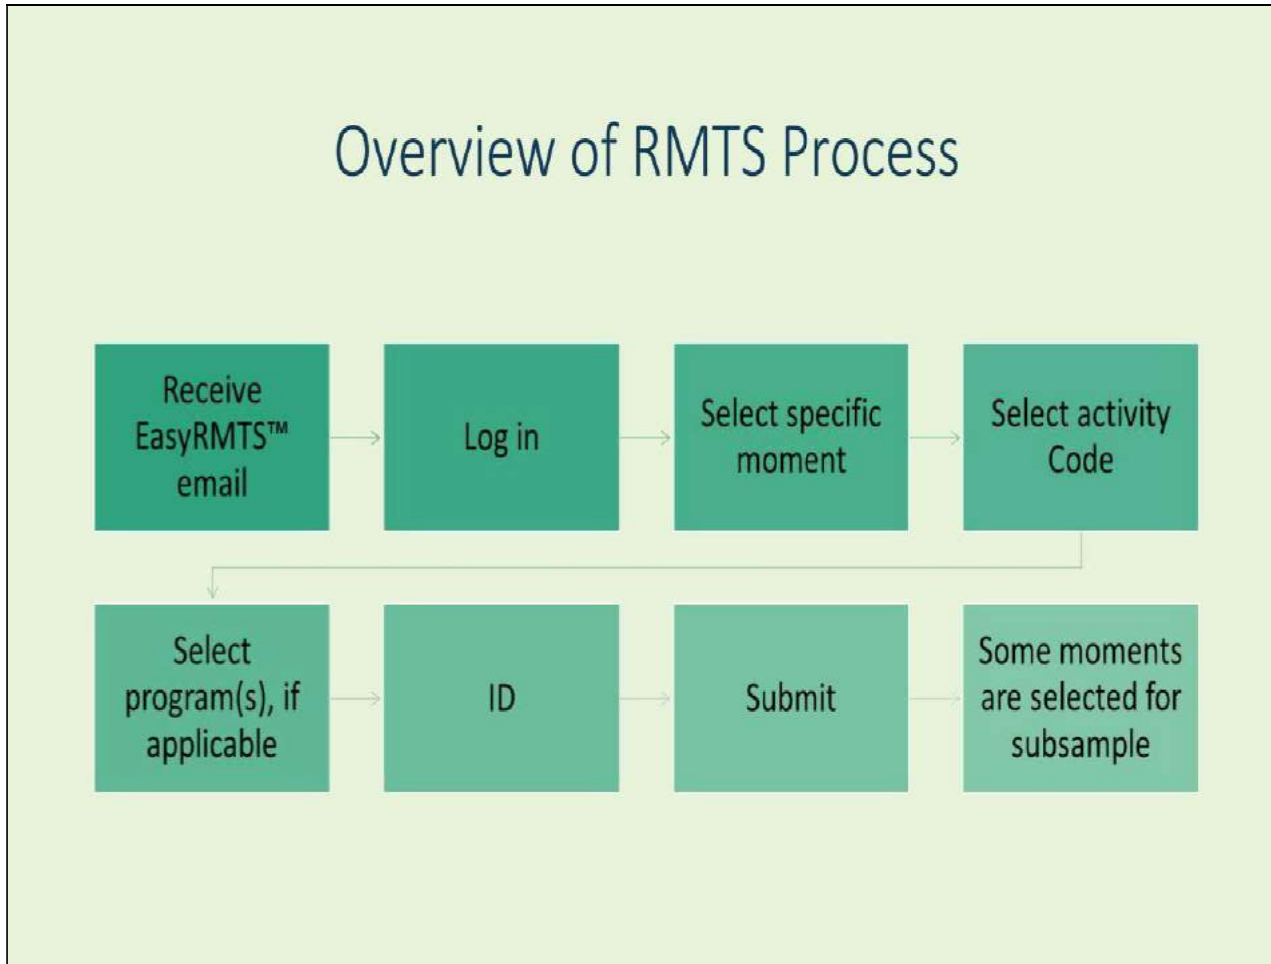 Overview of RMTS Process
Receive
EasyRMTS™
email
Log in
Select specific
moment
Select activity
Code
Select
program(s), if
applicable
ID
Submit
Some moments
are selected for
subsample